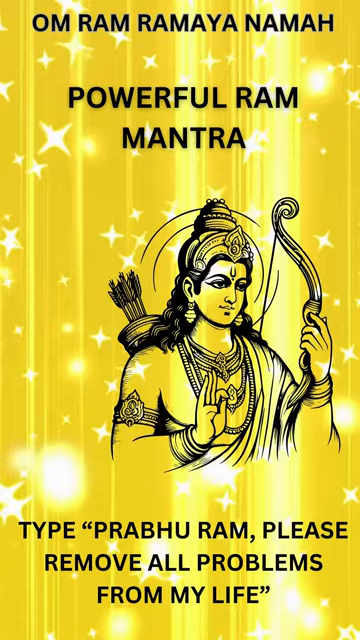 OM RAM RAMAYA NAMAH
POWERFUL RAM
MANTRA
TYPE “PRABHU RAM, PLEASE
REMOVE ALL PROBLEMS
FROM MY LIFE”